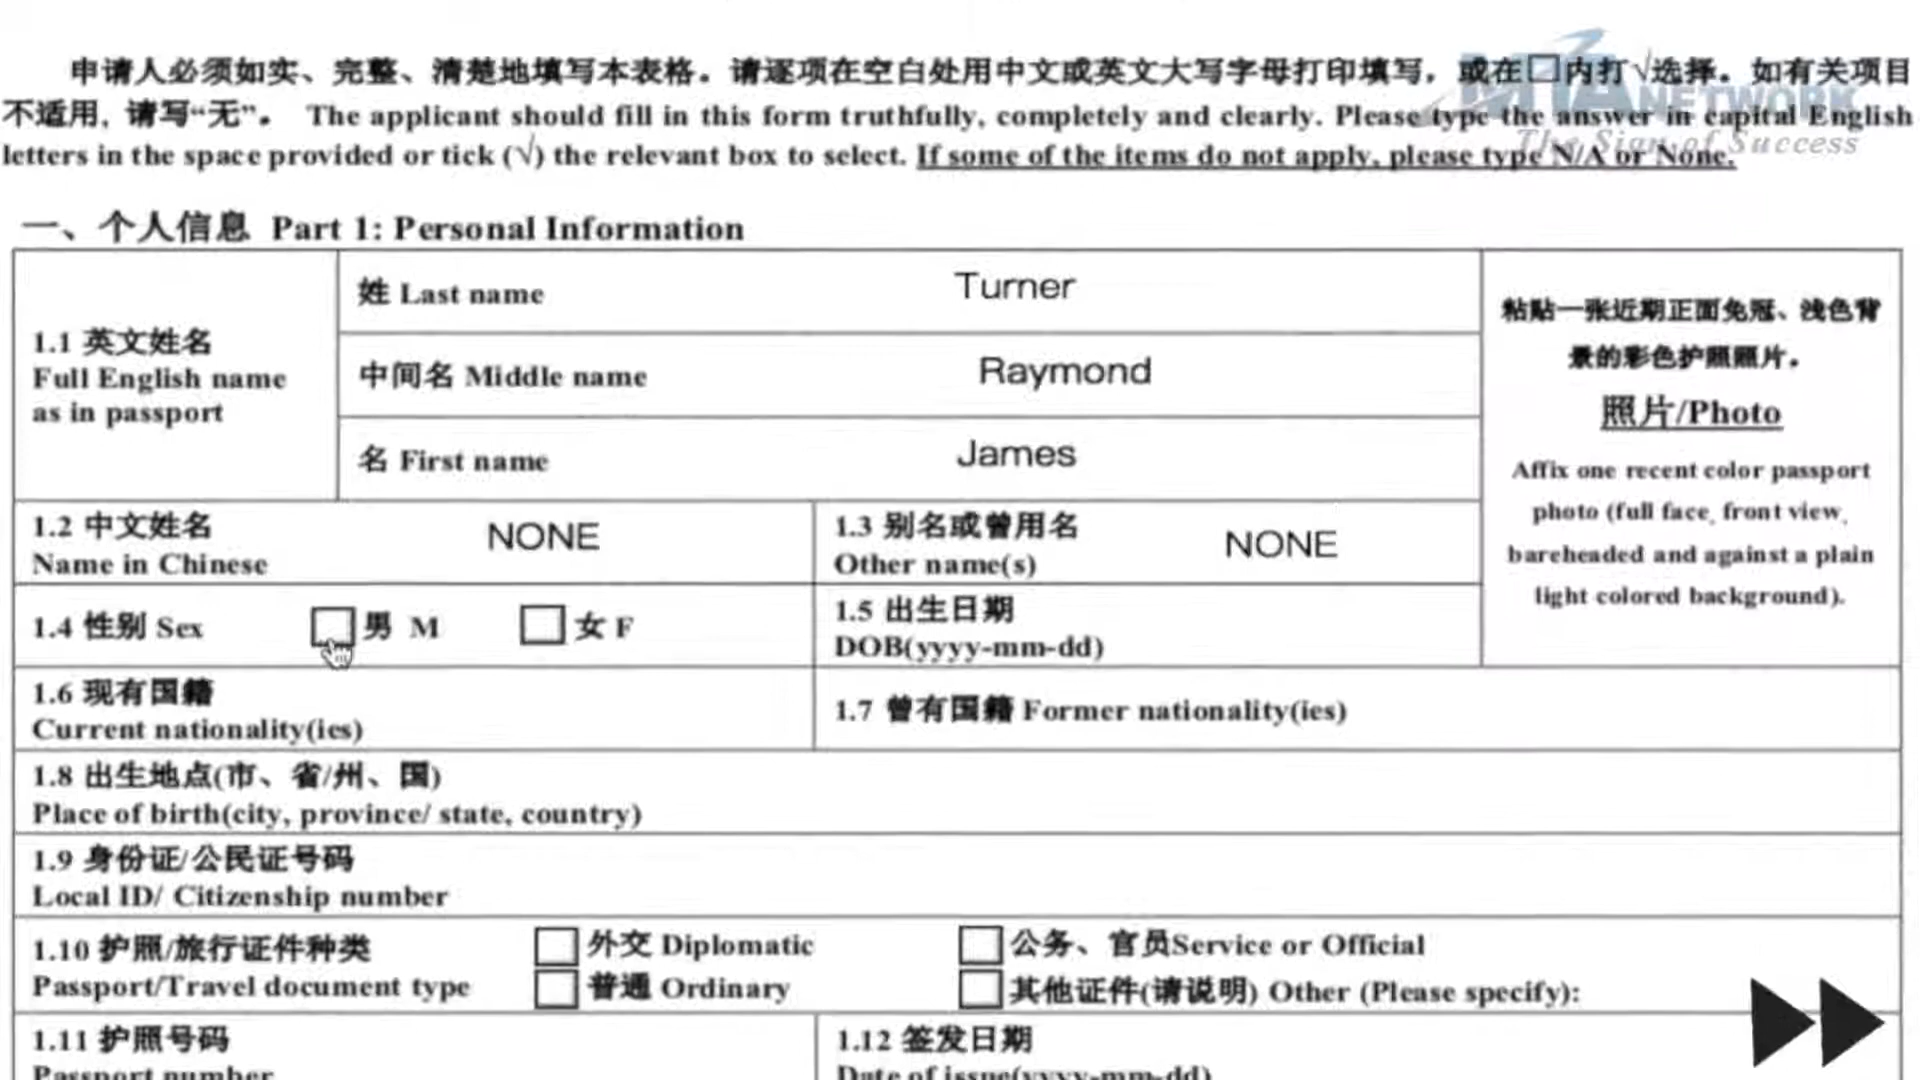 申请人必须如实、完整、清楚地填写本表格。请逐项在空白处用中文或英文大写字母打印填写，或在□内打√选择。如有关项目
不适用, 请写“无”。 The applicant should fill in this form truthfully, completely and clearly. Please type the answer in capital English
letters in the space provided or tick (√) the relevant box to select. If some of the items do not apply, please type N/A or None.
MTA NETWORK
The Sign of Success
一、个人信息 Part 1: Personal Information
1.1 英文姓名
Full English name
as in passport
姓 Last name Turner
中间名 Middle name Raymond
名 First name James
粘贴一张近期正面免冠、浅色背
景的彩色护照照片。
照片/Photo
Affix one recent color passport
photo (full face, front view,
bareheaded and against a plain
light colored background).
1.2 中文姓名
Name in Chinese
NONE
1.3 别名或曾用名
Other name(s)
NONE
1.4 性别 Sex 男 M 女 F
1.5 出生日期
DOB(yyyy-mm-dd)
1.6 现有国籍
Current nationality(ies)
1.7 曾有国籍 Former nationality(ies)
1.8 出生地点(市、省/州、国)
Place of birth(city, province/ state, country)
1.9 身份证/公民证号码
Local ID/ Citizenship number
1.10 护照/旅行证件种类
Passport/Travel document type
外交 Diplomatic
公务、官员Service or Official
普通 Ordinary
其他证件(请说明) Other (Please specify):
1.11 护照号码
Passport number
1.12 签发日期
Date of issue(yyyy-mm-dd)